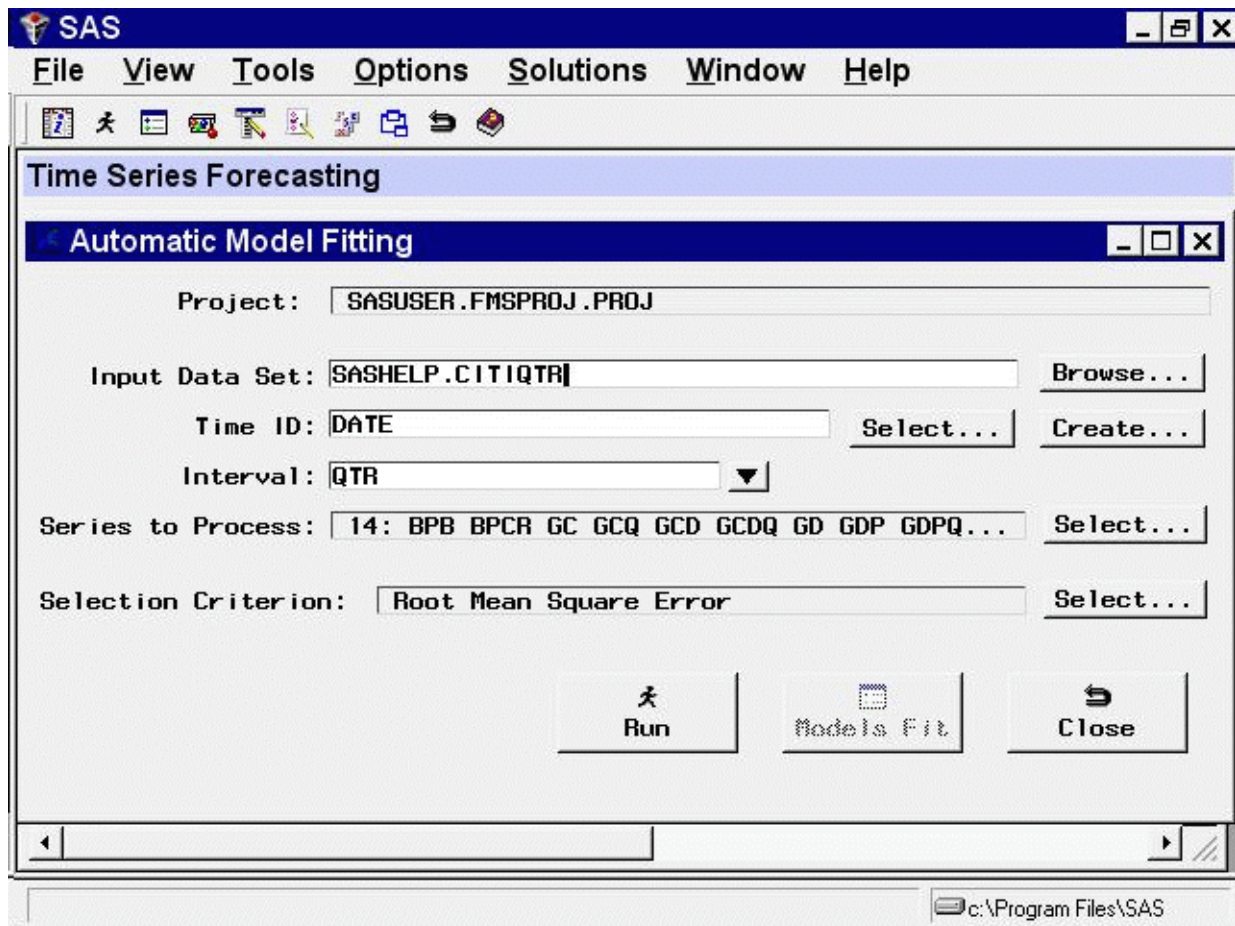 SAS
File View Tools Options Solutions Window Help
Time Series Forecasting
Automatic Model Fitting
Project: SASUSER.FMSPROJ.PROJ
Input Data Set: SASHELP.CITIQTR Browse...
Time ID: DATE Select... Create...
Interval: QTR
Series to Process: 14: BPB BPCR GC GCQ GCD GCDQ GD GDP GDPQ... Select...
Selection Criterion: Root Mean Square Error Select...
Run Models Fit Close
c:\Program Files\SAS